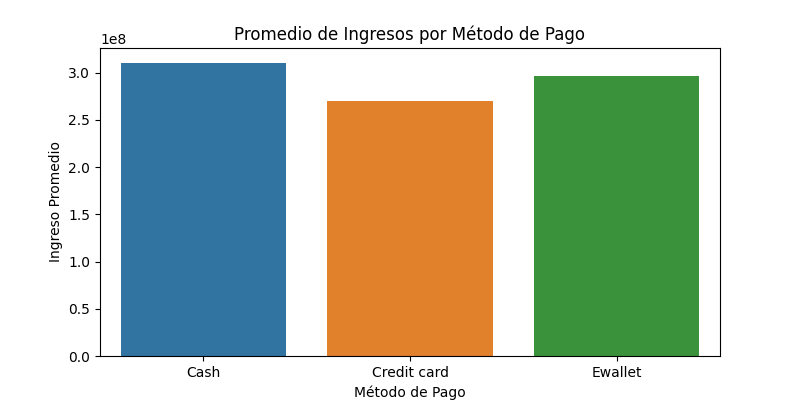 Promedio de Ingresos por Método de Pago
1e8
3.0
2.5
2.0
1.5
1.0
0.5
0.0
Ingreso Promedio
Cash
Credit card
Ewallet
Método de Pago